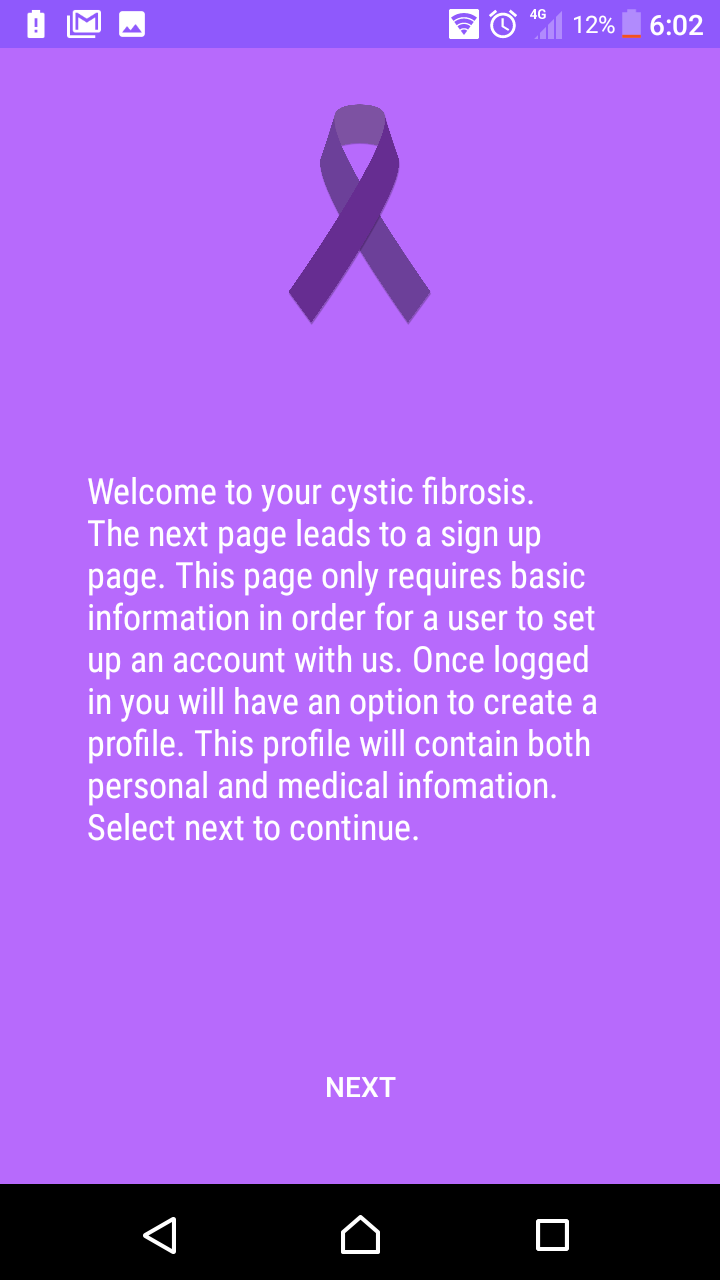 4G 12% 6:02
Welcome to your cystic fibrosis.
The next page leads to a sign up
page. This page only requires basic
information in order for a user to set
up an account with us. Once logged
in you will have an option to create a
profile. This profile will contain both
personal and medical infomation.
Select next to continue.
NEXT